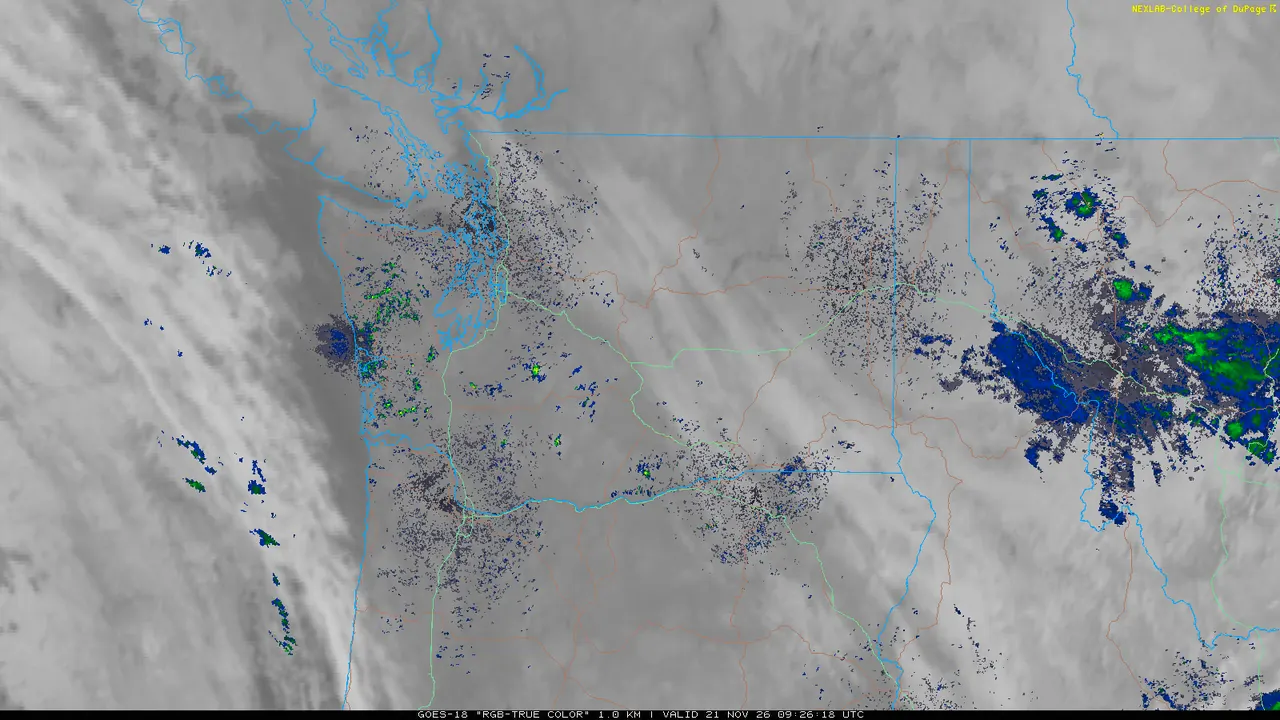 NEXLAB-College of DuPage
GOES-18 "RGB-TRUE COLOR" 1.0 KM | VALID 21 NOV 26 09:26:18 UTC